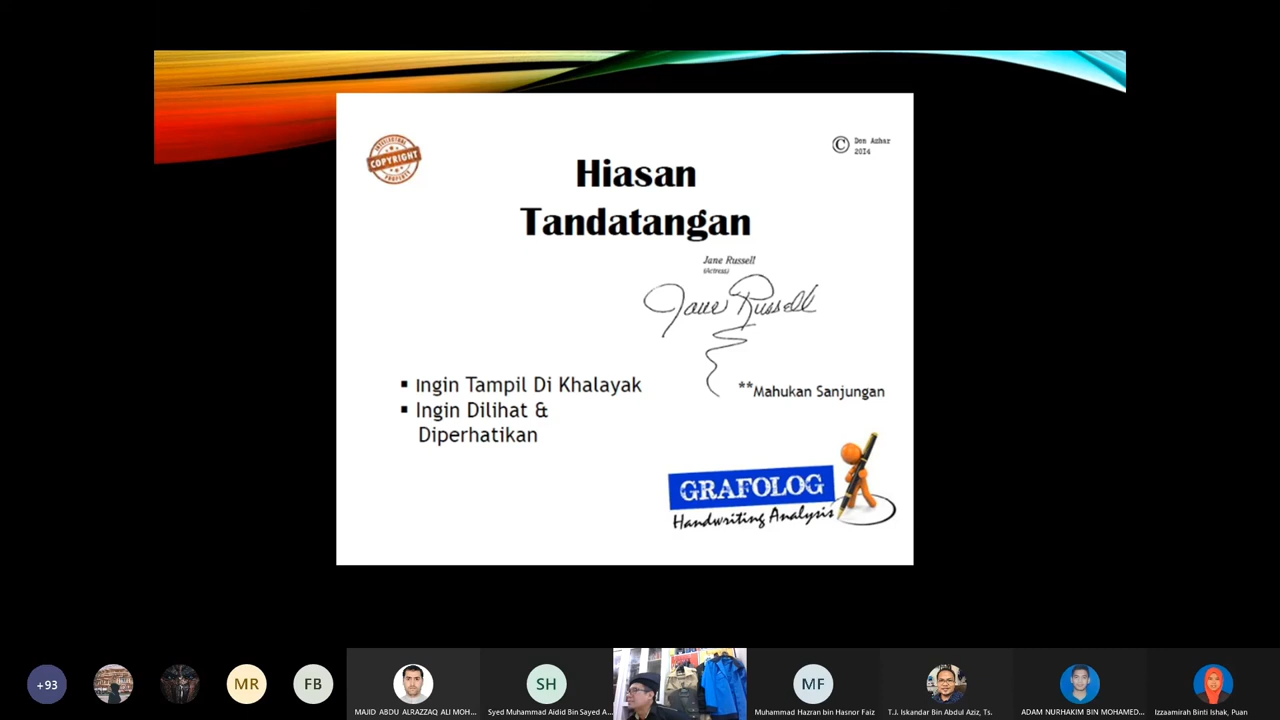 COPYRIGHT
PROPERTY
© Don Azhar
2014
Hiasan
Tandatangan
Jane Russell
(Actress)
Jane Russell
▪ Ingin Tampil Di Khalayak
▪ Ingin Dilihat &
Diperhatikan
**Mahukan Sanjungan
GRAFOLOG
Handwriting Analysis
+93
MR
FB
MAJID ABDU ALRAZZAQ ALI MOH...
SH
Syed Muhammad Aidid Bin Sayed A...
MF
Muhammad Hazran bin Hasnor Faiz
T.J. Iskandar Bin Abdul Aziz, Ts.
ADAM NURHAKIM BIN MOHAMED...
Izzaamirah Binti Ishak, Puan